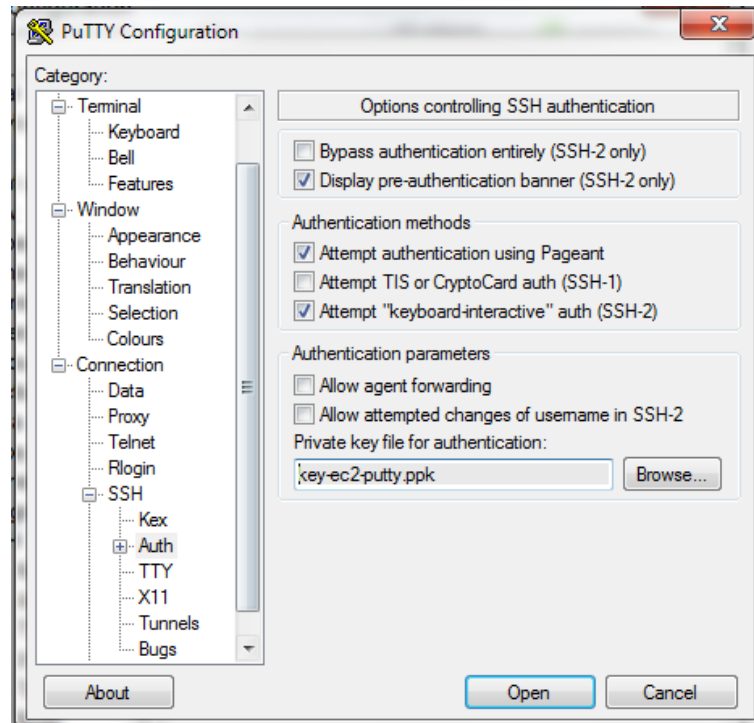 PuTTY Configuration
Category:
Terminal
Keyboard
Bell
Features
Window
Appearance
Behaviour
Translation
Selection
Colours
Connection
Data
Proxy
Telnet
Rlogin
SSH
Kex
Auth
TTY
X11
Tunnels
Bugs
Options controlling SSH authentication
Bypass authentication entirely (SSH-2 only)
Display pre-authentication banner (SSH-2 only)
Authentication methods
Attempt authentication using Pageant
Attempt TIS or CryptoCard auth (SSH-1)
Attempt "keyboard-interactive" auth (SSH-2)
Authentication parameters
Allow agent forwarding
Allow attempted changes of username in SSH-2
Private key file for authentication:
key-ec2-putty.ppk
Browse...
About
Open
Cancel